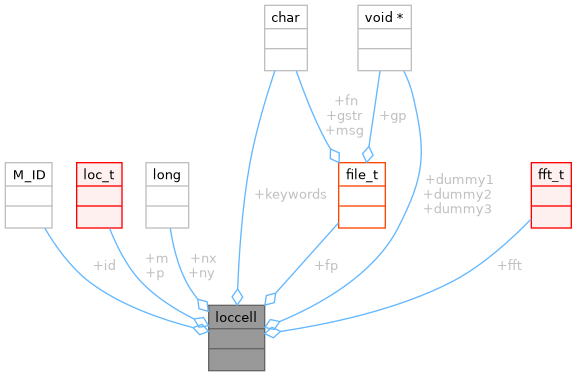 char
void *
+fn
+gstr
+msg
+gp
M_ID
loc_t
long
file_t
fft_t
+keywords
+dummy1
+dummy2
+dummy3
+id
+m
+p
+nx
+ny
+fp
+fft
loccell